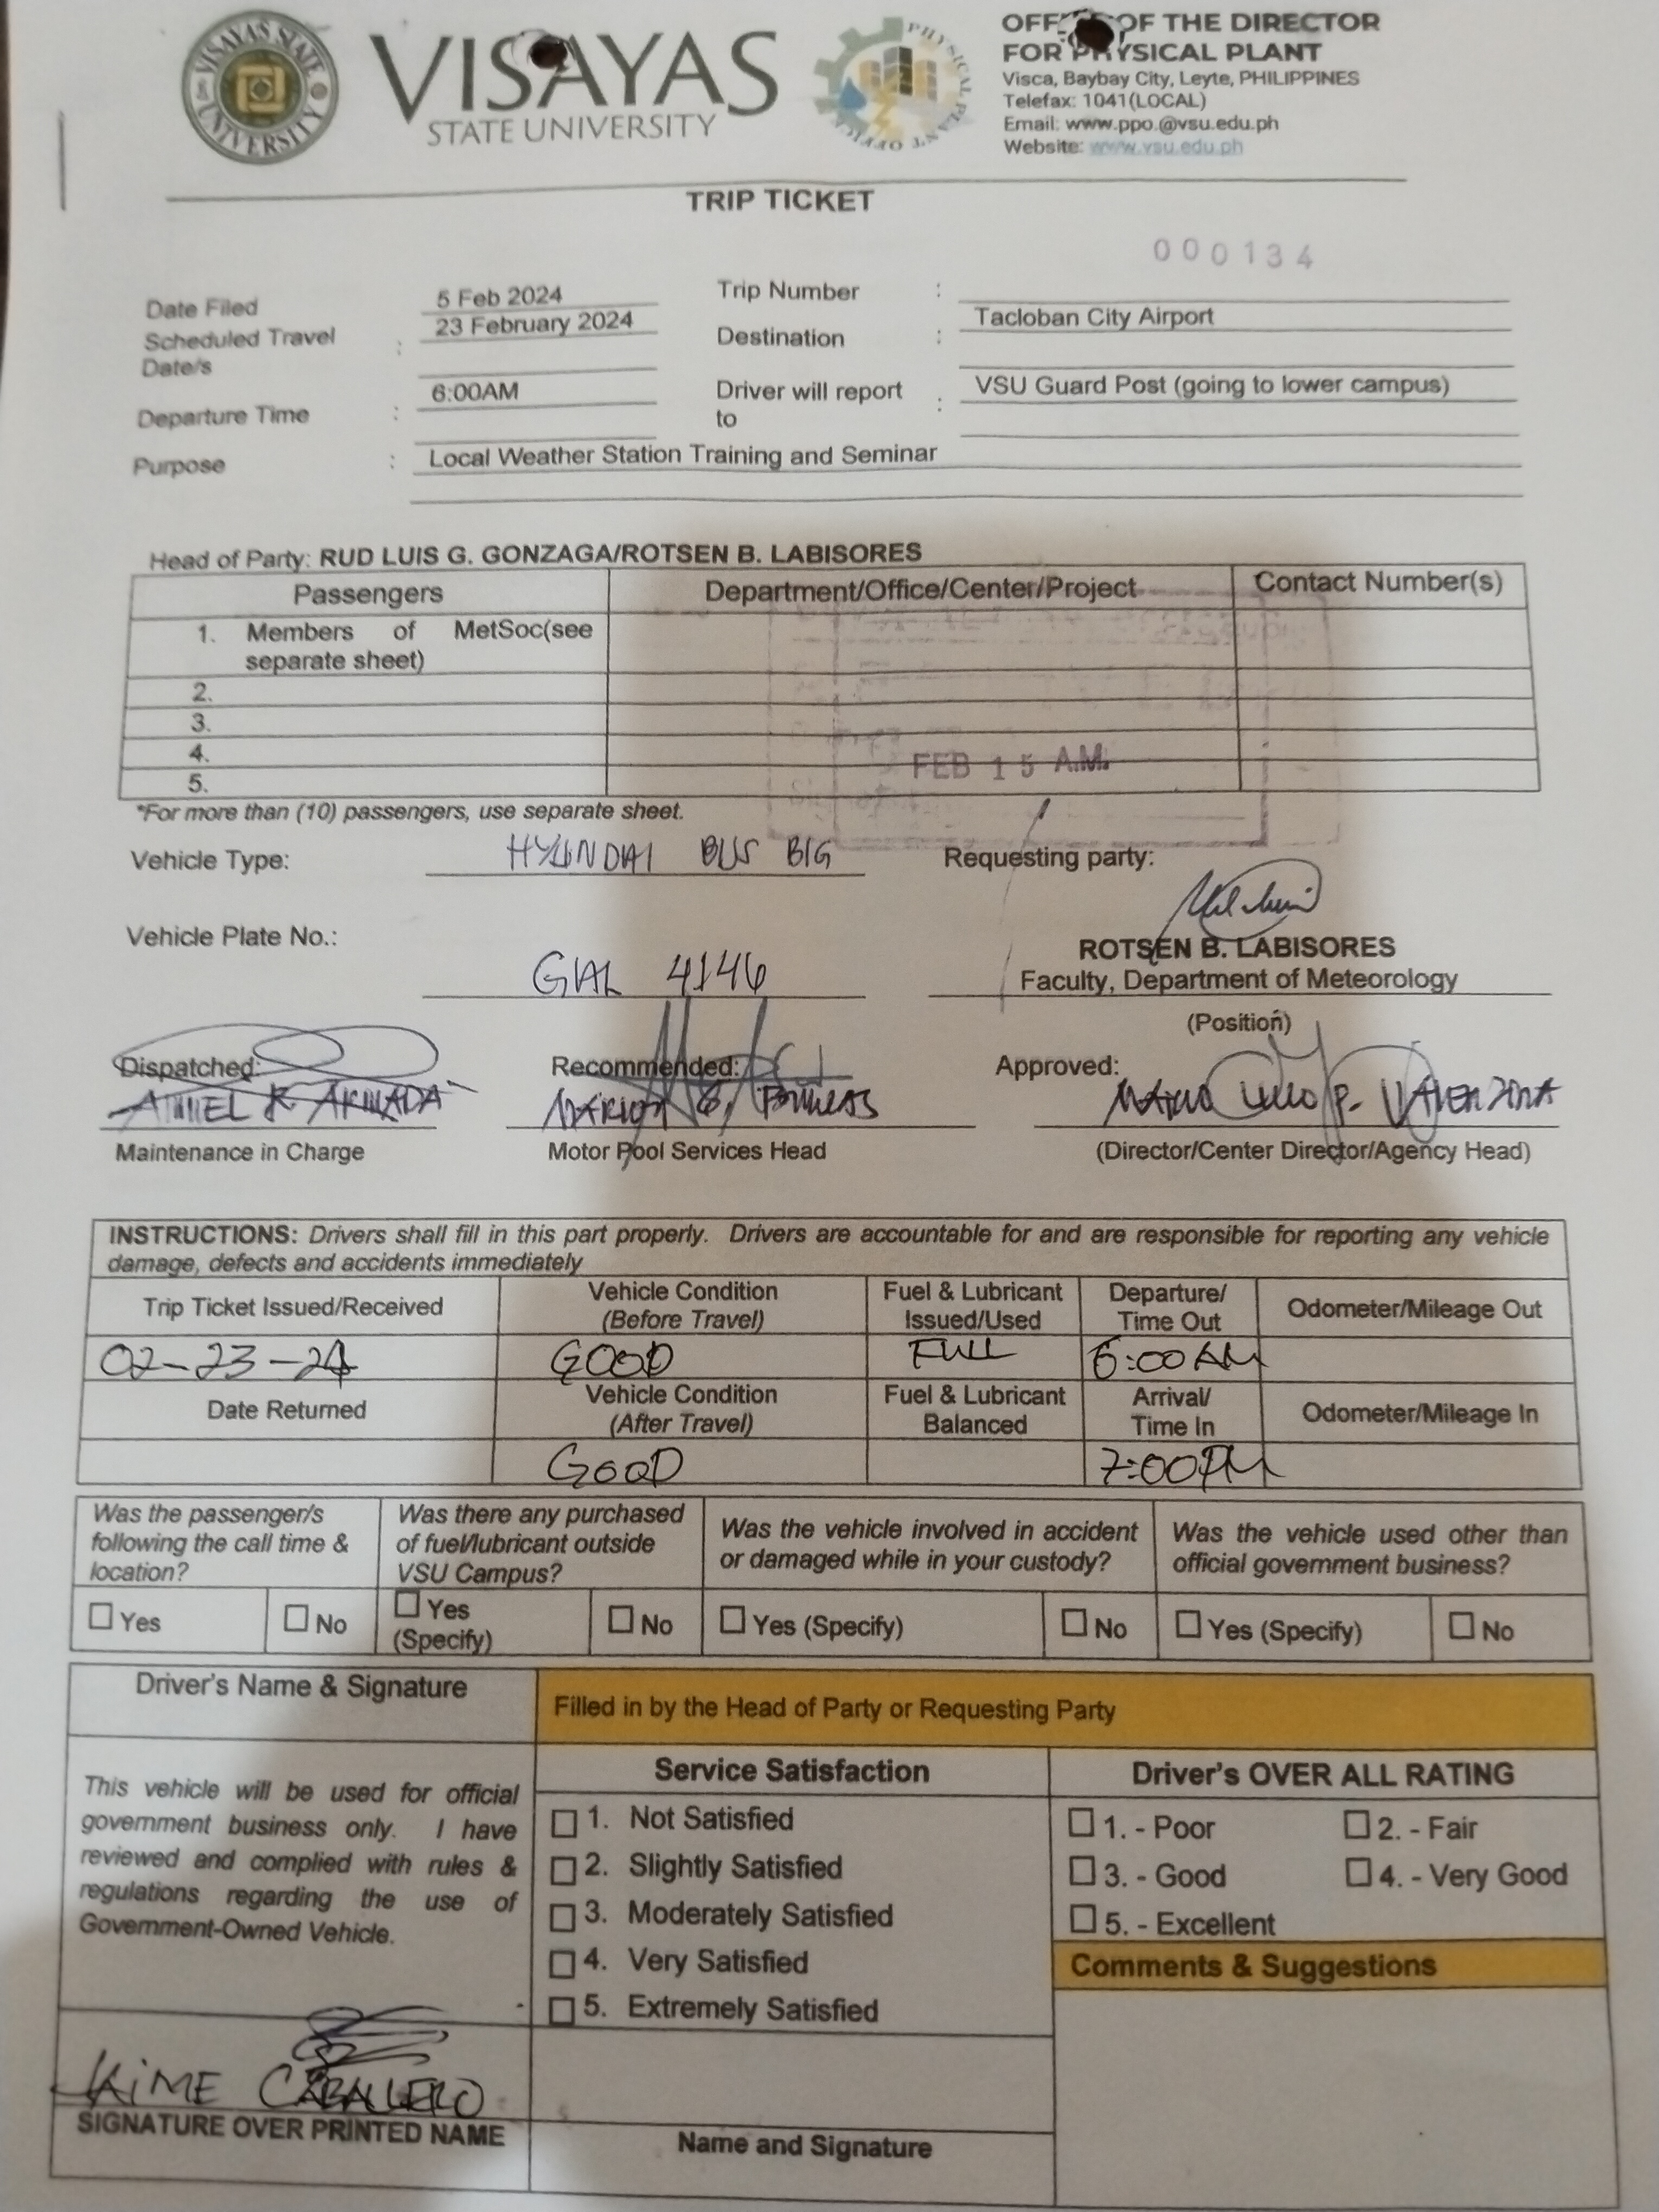 VISAYAS STATE UNIVERSITY
VISAYAS
STATE UNIVERSITY
PHYSICAL PLANT OFFICE
OFFICE OF THE DIRECTOR
FOR PHYSICAL PLANT
Visca, Baybay City, Leyte, PHILIPPINES
Telefax: 1041(LOCAL)
Email: www.ppo.@vsu.edu.ph
Website: www.vsu.edu.ph
TRIP TICKET
000134
Date Filed 5 Feb 2024 Trip Number :
Scheduled Travel Date/s : 23 February 2024 Destination : Tacloban City Airport
Departure Time : 6:00AM Driver will report to : VSU Guard Post (going to lower campus)
Purpose : Local Weather Station Training and Seminar
Head of Party: RUD LUIS G. GONZAGA/ROTSEN B. LABISORES
Passengers Department/Office/Center/Project Contact Number(s)
1. Members of MetSoc(see
separate sheet)
2.
3.
4.
5.
FEB 15 A.M.
*For more than (10) passengers, use separate sheet.
Vehicle Type: HYUNDAI BUS BIG Requesting party:
Vehicle Plate No.: ROTSEN B. LABISORES
GAL 4146 Faculty, Department of Meteorology
(Position)
Dispatched: Recommended: Approved:
Maintenance in Charge Motor Pool Services Head (Director/Center Director/Agency Head)
INSTRUCTIONS: Drivers shall fill in this part properly. Drivers are accountable for and are responsible for reporting any vehicle
damage, defects and accidents immediately
Trip Ticket Issued/Received Vehicle Condition (Before Travel) Fuel & Lubricant Issued/Used Departure/ Time Out Odometer/Mileage Out
02-23-24 GOOD FULL 6:00AM
Date Returned Vehicle Condition (After Travel) Fuel & Lubricant Balanced Arrival/ Time In Odometer/Mileage In
GOOD 7:00PM
Was the passenger/s following the call time & location? Was there any purchased of fuel/lubricant outside VSU Campus? Was the vehicle involved in accident or damaged while in your custody? Was the vehicle used other than official government business?
Yes No Yes (Specify) No Yes (Specify) No Yes (Specify) No
Driver's Name & Signature
Filled in by the Head of Party or Requesting Party
This vehicle will be used for official
government business only. I have
reviewed and complied with rules &
regulations regarding the use of
Government-Owned Vehicle.
Service Satisfaction
1. Not Satisfied
2. Slightly Satisfied
3. Moderately Satisfied
4. Very Satisfied
5. Extremely Satisfied
Driver's OVER ALL RATING
1. - Poor 2. - Fair
3. - Good 4. - Very Good
5. - Excellent
Comments & Suggestions
CABALLERO
SIGNATURE OVER PRINTED NAME
Name and Signature